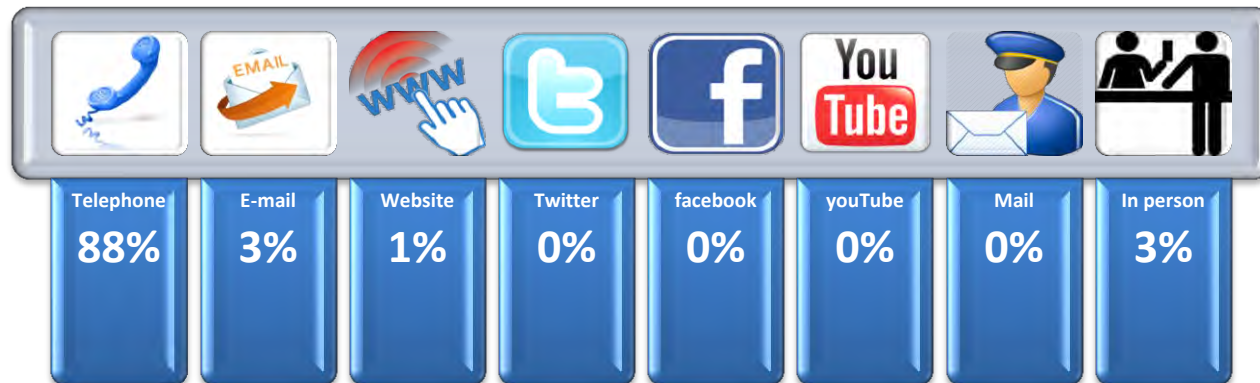 EMAIL
WWW
t
f
You
Tube
Telephone
88%
E-mail
3%
Website
1%
Twitter
0%
facebook
0%
youTube
0%
Mail
0%
In person
3%